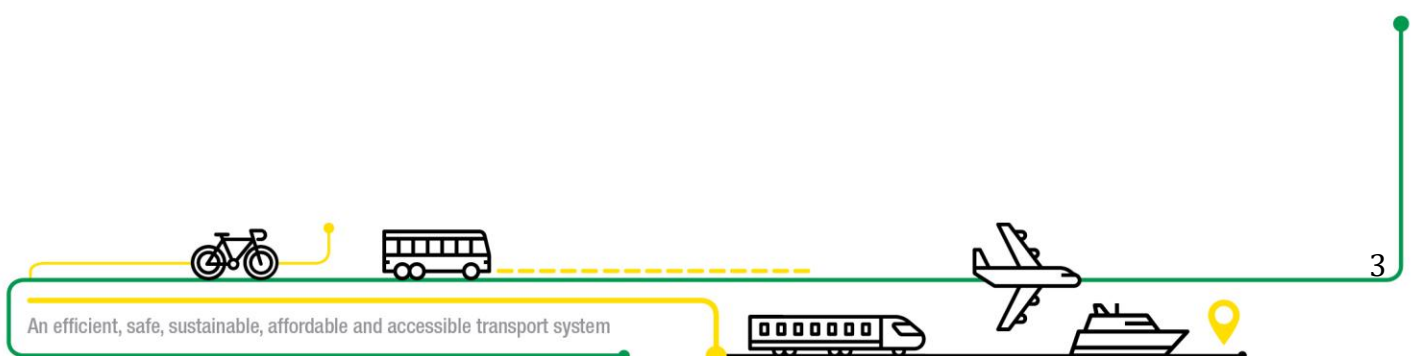 3
An efficient, safe, sustainable, affordable and accessible transport system